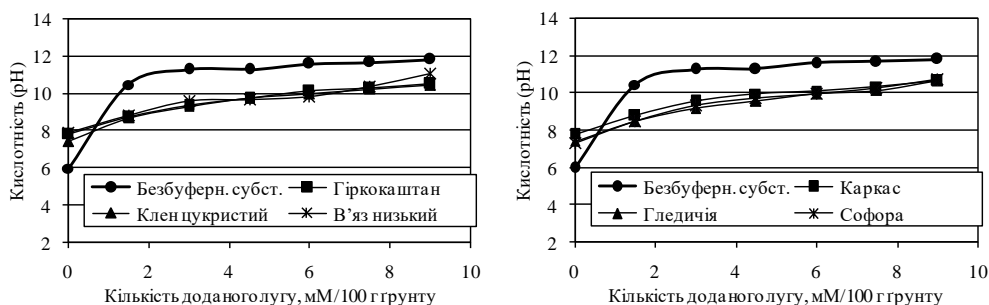 14
12
10
8
6
4
2
Кислотність (pH)
Безбуферн. субст.
Гіркокаштан
Клен цукристий
В’яз низький
0 2 4 6 8 10
Кількість доданого лугу, мМ/100 г ґрунту
14
12
10
8
6
4
2
Кислотність (pH)
Безбуферн. субст.
Каркас
Гледичія
Софора
0 2 4 6 8 10
Кількість доданого лугу, мМ/100 г ґрунту